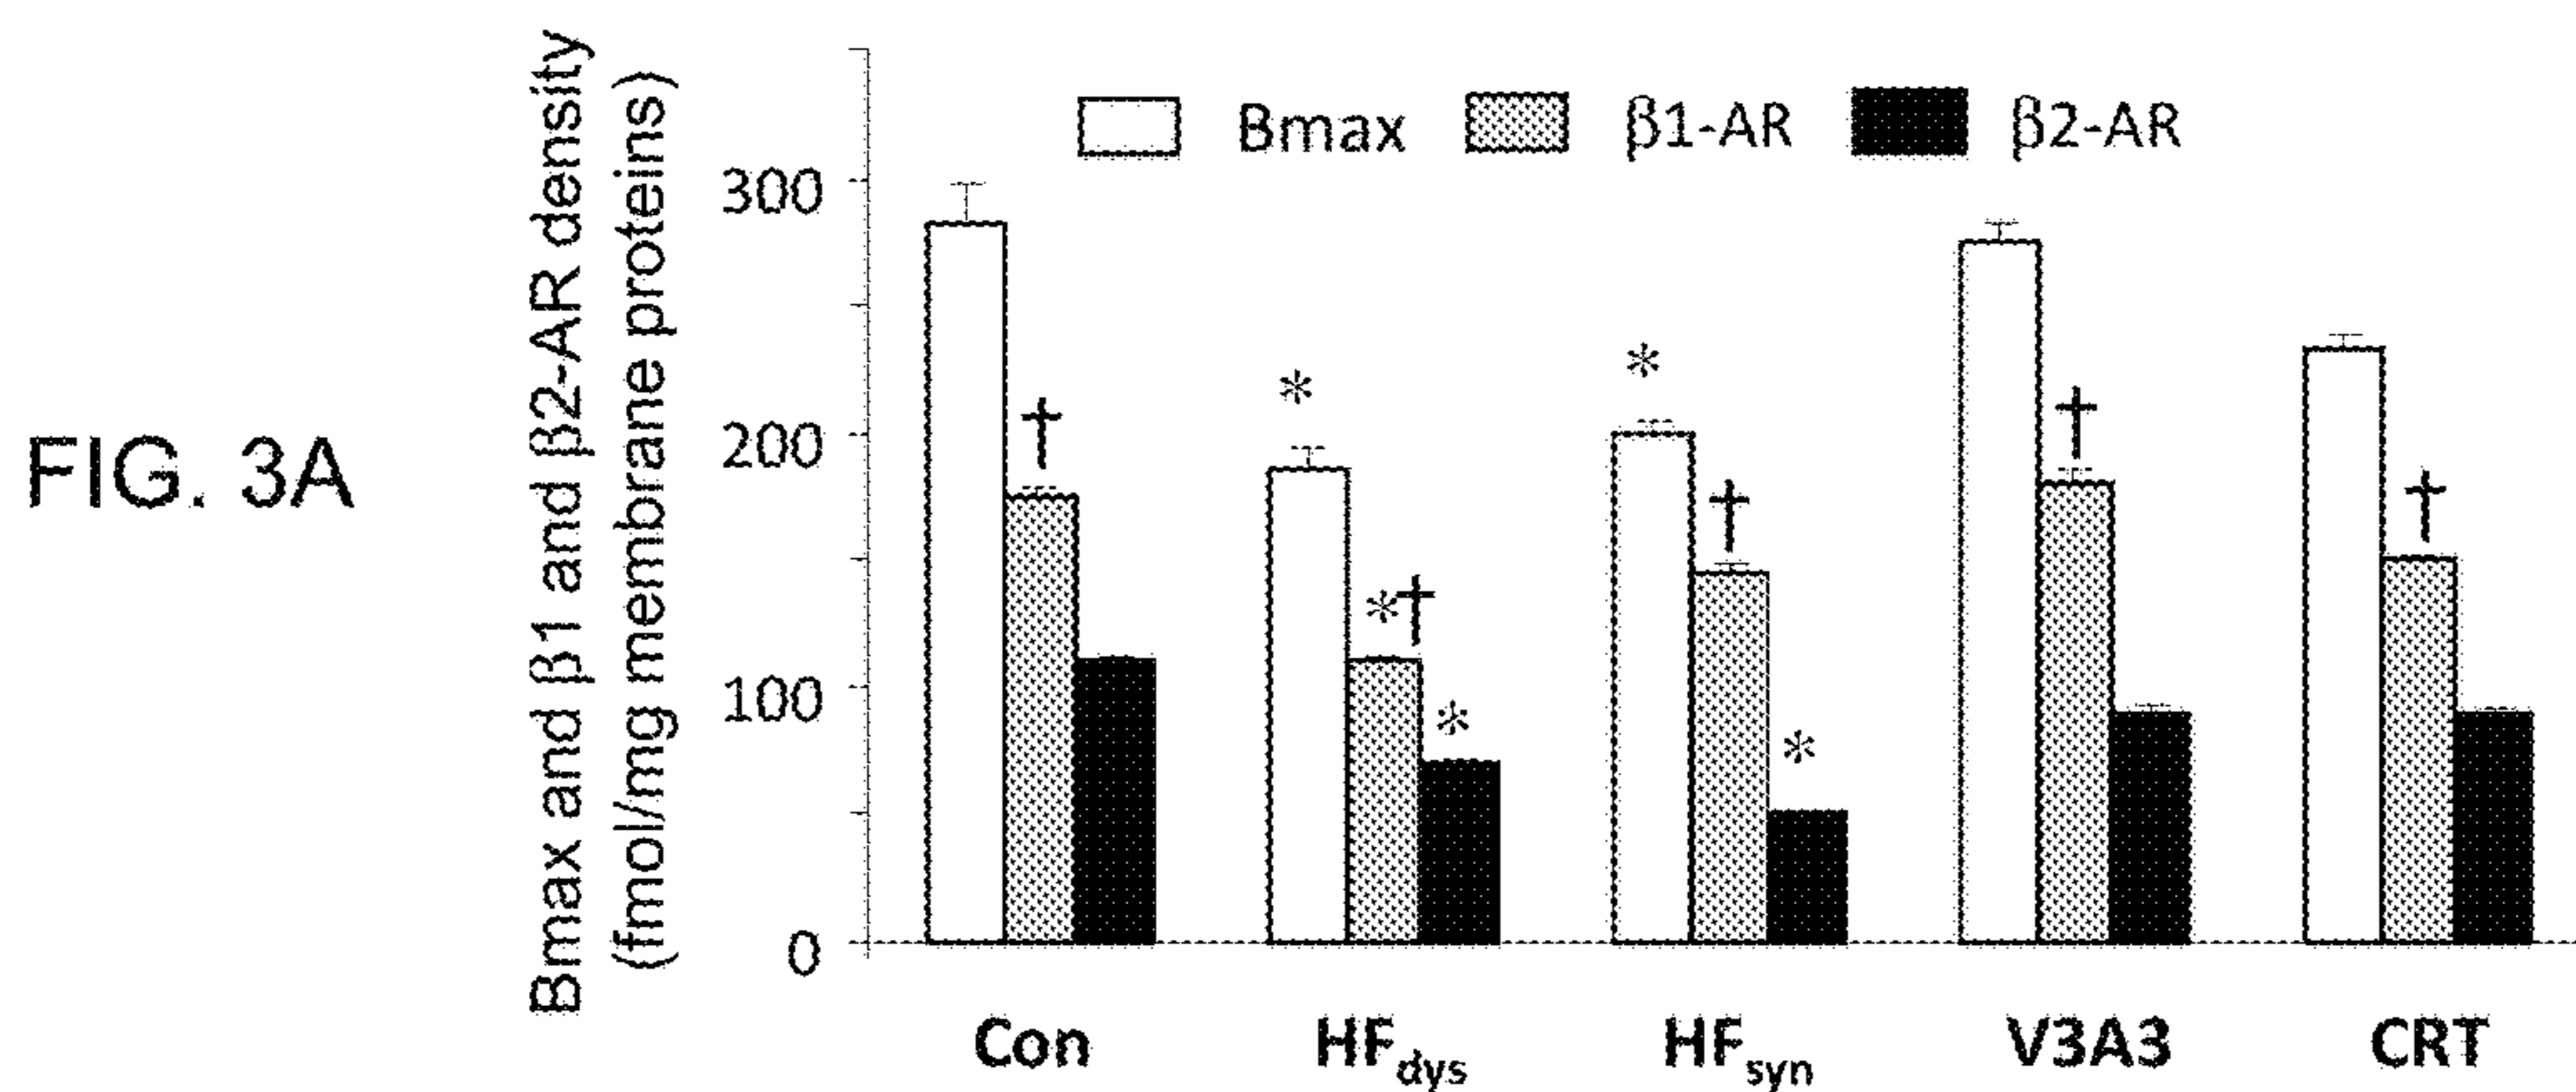 FIG. 3A
Bmax and β1 and β2-AR density
(fmol/mg membrane proteins)
Bmax β1-AR β2-AR
300
200
100
0
*
*
†
†
†
†
*†
*
*
Con HFdys HFsyn V3A3 CRT